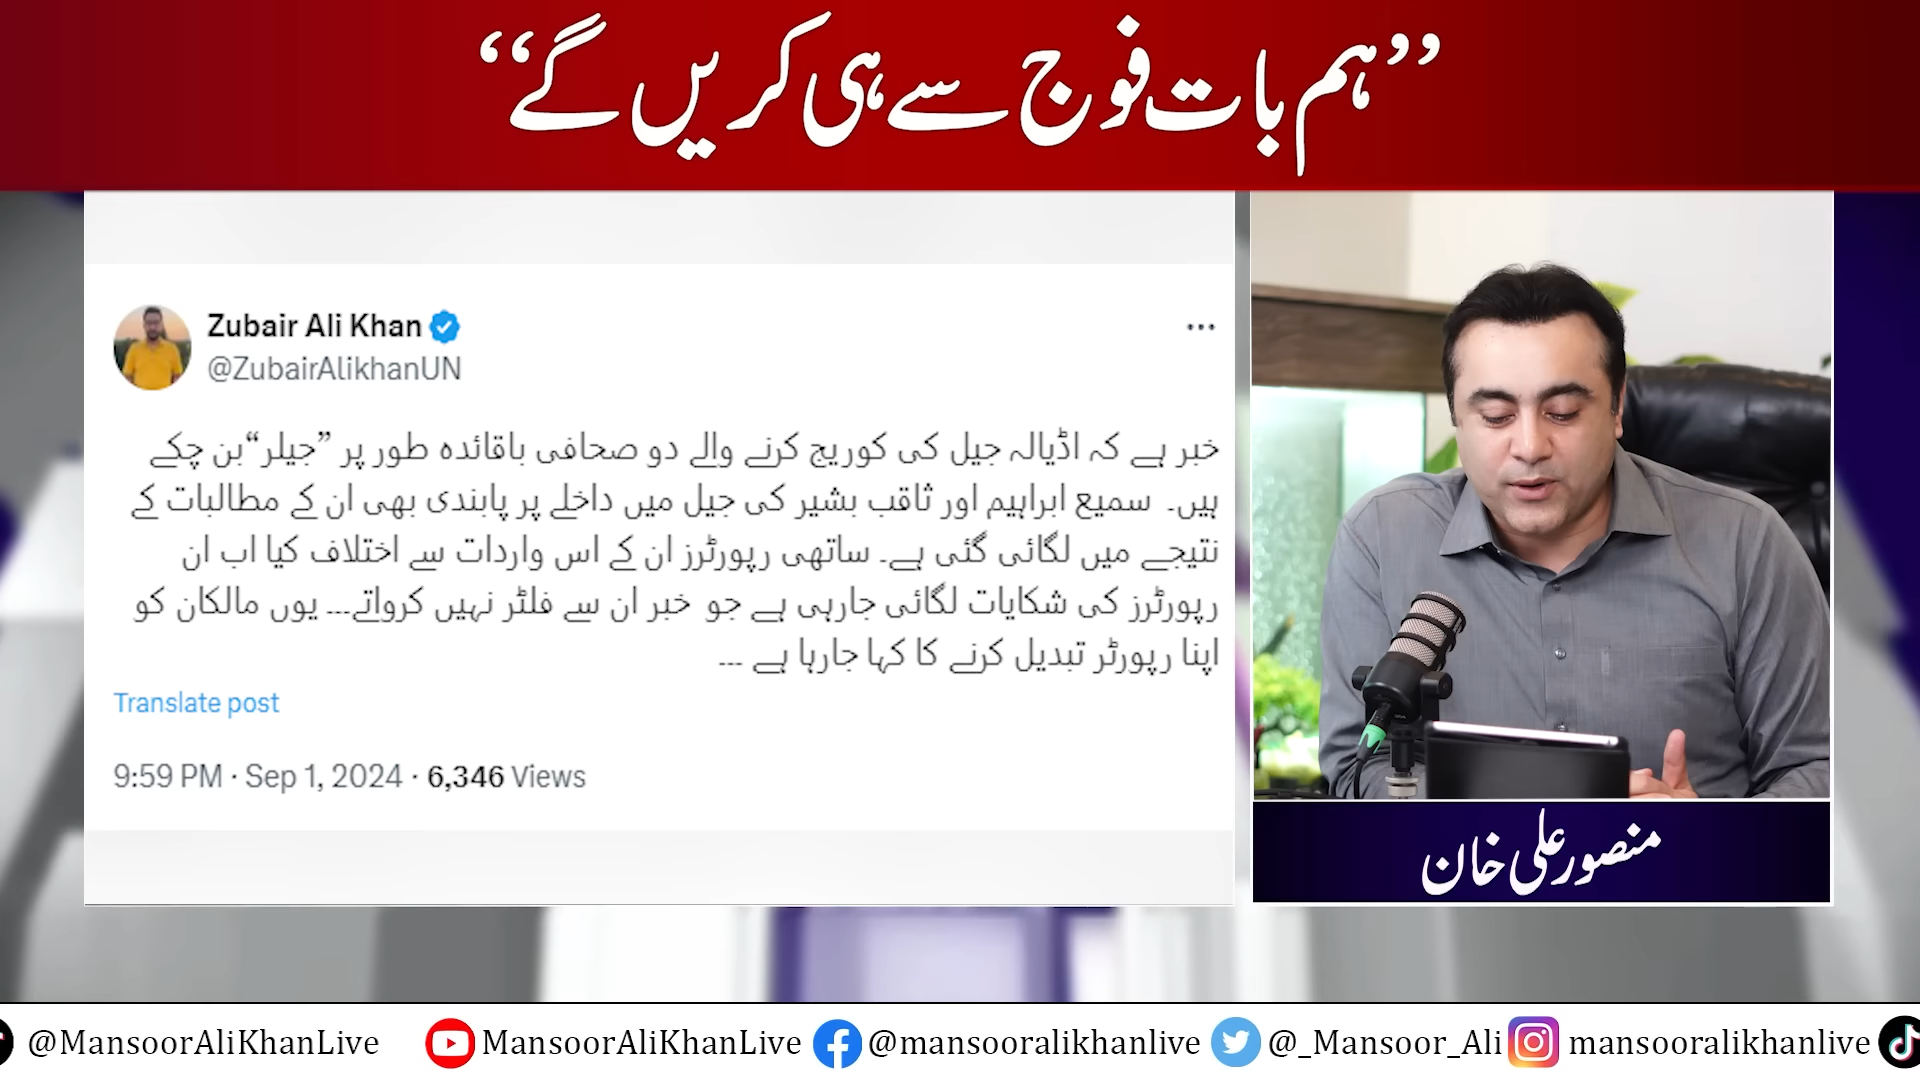 ”ہم بات فوج سے ہی کریں گے“
Zubair Ali Khan
@ZubairAlikhanUN
خبر ہے کہ اڈیالہ جیل کی کوریج کرنے والے دو صحافی باقائدہ طور پر ”جیلر“بن چکے
ہیں۔ سمیع ابراہیم اور ثاقب بشیر کی جیل میں داخلے پر پابندی بھی ان کے مطالبات کے
نتیجے میں لگائی گئی ہے۔ ساتھی رپورٹرز ان کے اس واردات سے اختلاف کیا اب ان
رپورٹرز کی شکایات لگائی جارہی ہے جو خبر ان سے فلٹر نہیں کرواتے... یوں مالکان کو
اپنا رپورٹر تبدیل کرنے کا کہا جارہا ہے ...
Translate post
9:59 PM · Sep 1, 2024 · 6,346 Views
منصور علی خان
@MansoorAliKhanLive MansoorAliKhanLive @mansooralikhanlive @_Mansoor_Ali mansooralikhanlive